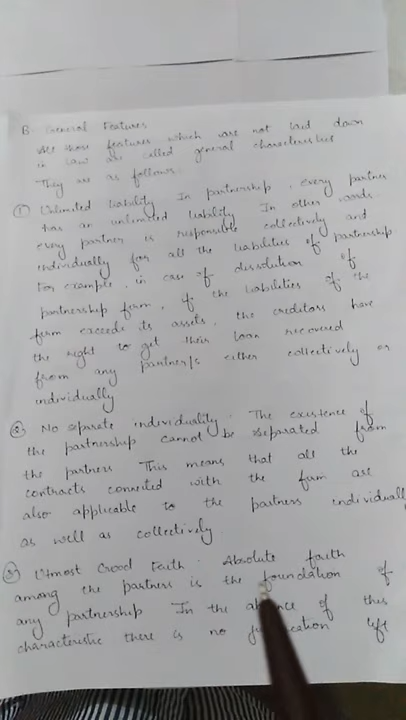 B. General Features
All those features which are not laid down
in law are called general characteristics
They are as follows.
① Unlimited liability In partnership, every partner
has an unlimited liability In other words
every partner is responsible collectively and
individually for all the liabilities of partnership
For example, in case of dissolution of
partnership firm, if the liabilities of the
firm exceeds its assets, the creditors have
the right to get their loan recovered
from any partner/s either collectively or
individually
② No separate individuality. The existence of
the partnership cannot be separated from
the partners This means that all the
contracts connected with the firm are
also applicable to the partners individually
as well as collectively
③ Utmost Good Faith. Absolute faith
among the partners is the foundation of
any partnership In the absence of this
characteristic there is no left